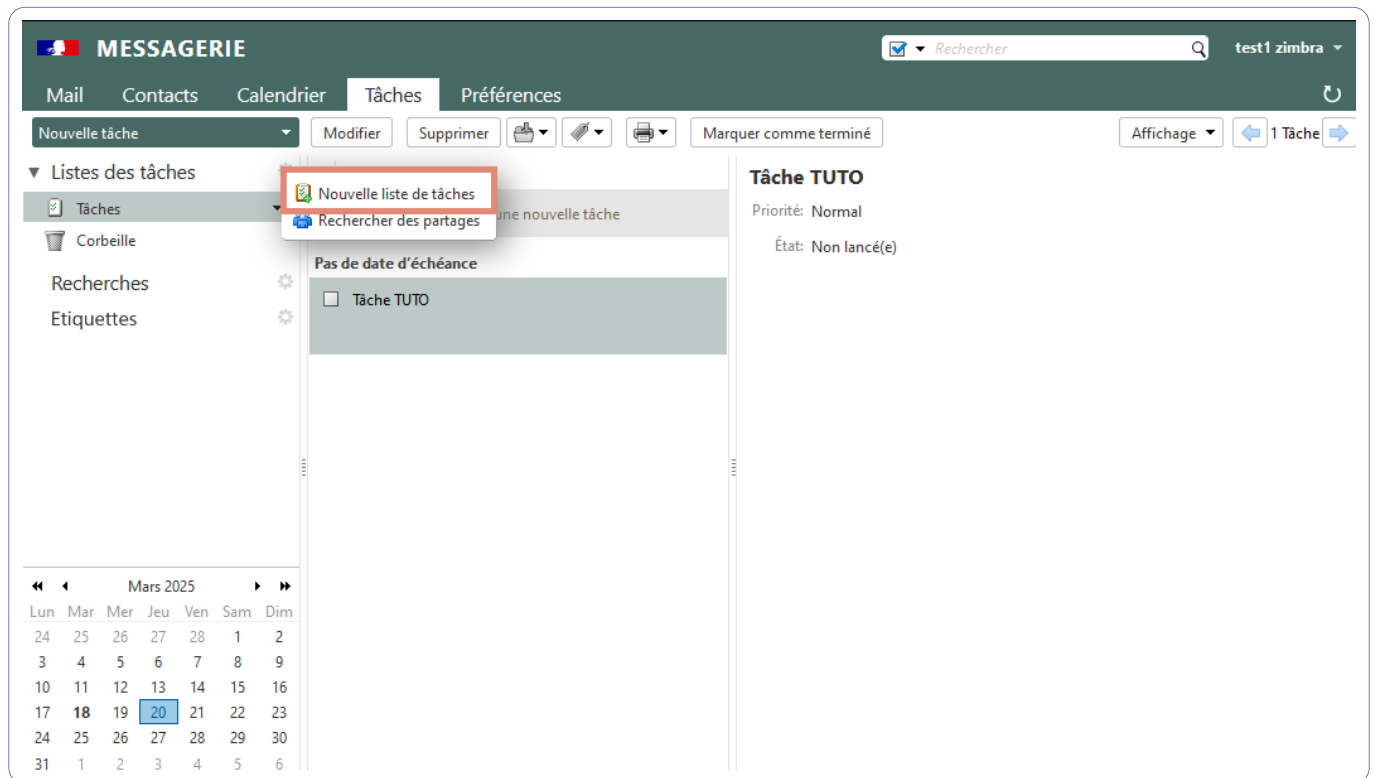 MESSAGERIE
Rechercher
test1 zimbra
Mail Contacts Calendrier Tâches Préférences
Nouvelle tâche Modifier Supprimer Marquer comme terminé Affichage 1 Tâche
Listes des tâches
Tâches
Corbeille
Recherches
Etiquettes
Nouvelle liste de tâches
Rechercher des partages
une nouvelle tâche
Pas de date d'échéance
Tâche TUTO
Tâche TUTO
Priorité: Normal
État: Non lancé(e)
Mars 2025
Lun Mar Mer Jeu Ven Sam Dim
24 25 26 27 28 1 2
3 4 5 6 7 8 9
10 11 12 13 14 15 16
17 18 19 20 21 22 23
24 25 26 27 28 29 30
31 1 2 3 4 5 6